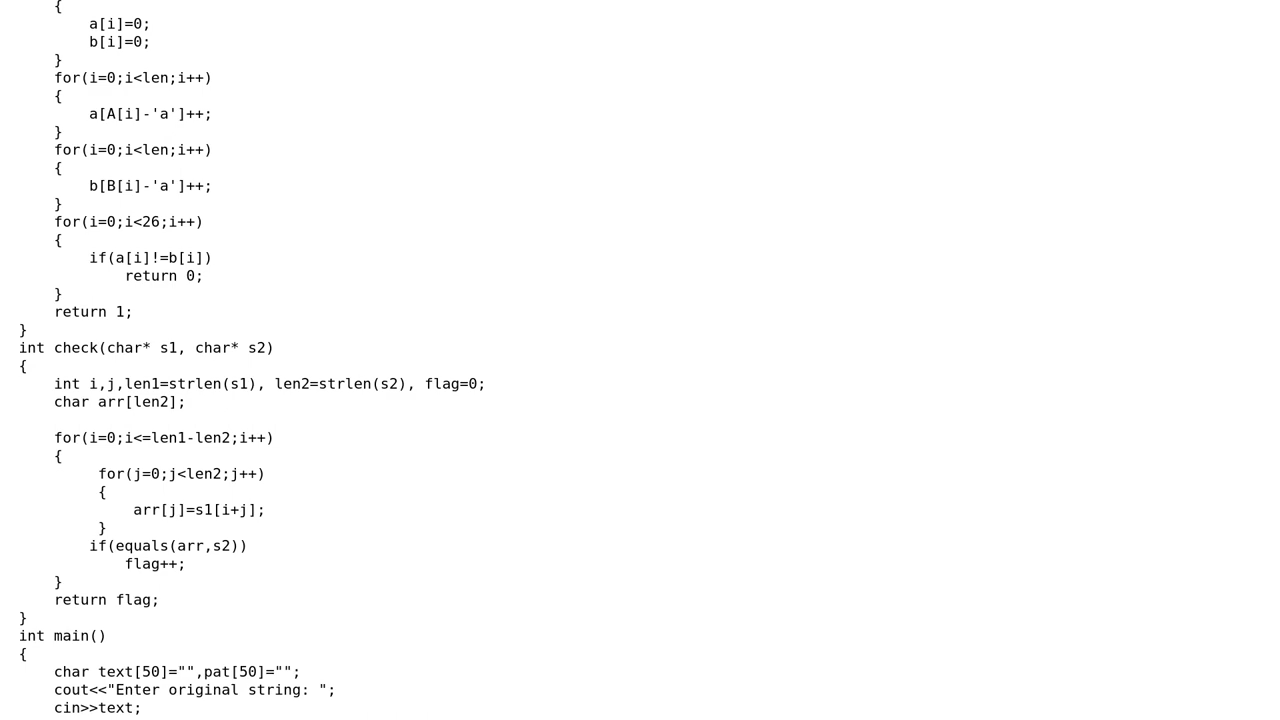 {
a[i]=0;
b[i]=0;
}
for(i=0;i<len;i++)
{
a[A[i]-'a']++;
}
for(i=0;i<len;i++)
{
b[B[i]-'a']++;
}
for(i=0;i<26;i++)
{
if(a[i]!=b[i])
return 0;
}
return 1;
}
int check(char* s1, char* s2)
{
int i,j,len1=strlen(s1), len2=strlen(s2), flag=0;
char arr[len2];
for(i=0;i<=len1-len2;i++)
{
for(j=0;j<len2;j++)
{
arr[j]=s1[i+j];
}
if(equals(arr,s2))
flag++;
}
return flag;
}
int main()
{
char text[50]="",pat[50]="";
cout<<"Enter original string: ";
cin>>text;